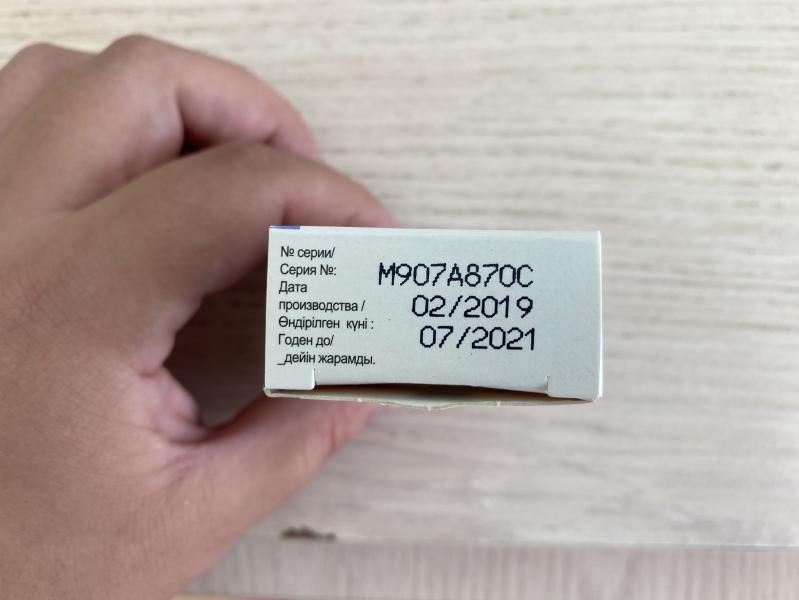 № серии/
Серия №:
Дата
производства /
Өндірілген күні :
Годен до/
_дейін жарамды.
M907A870C
02/2019
07/2021